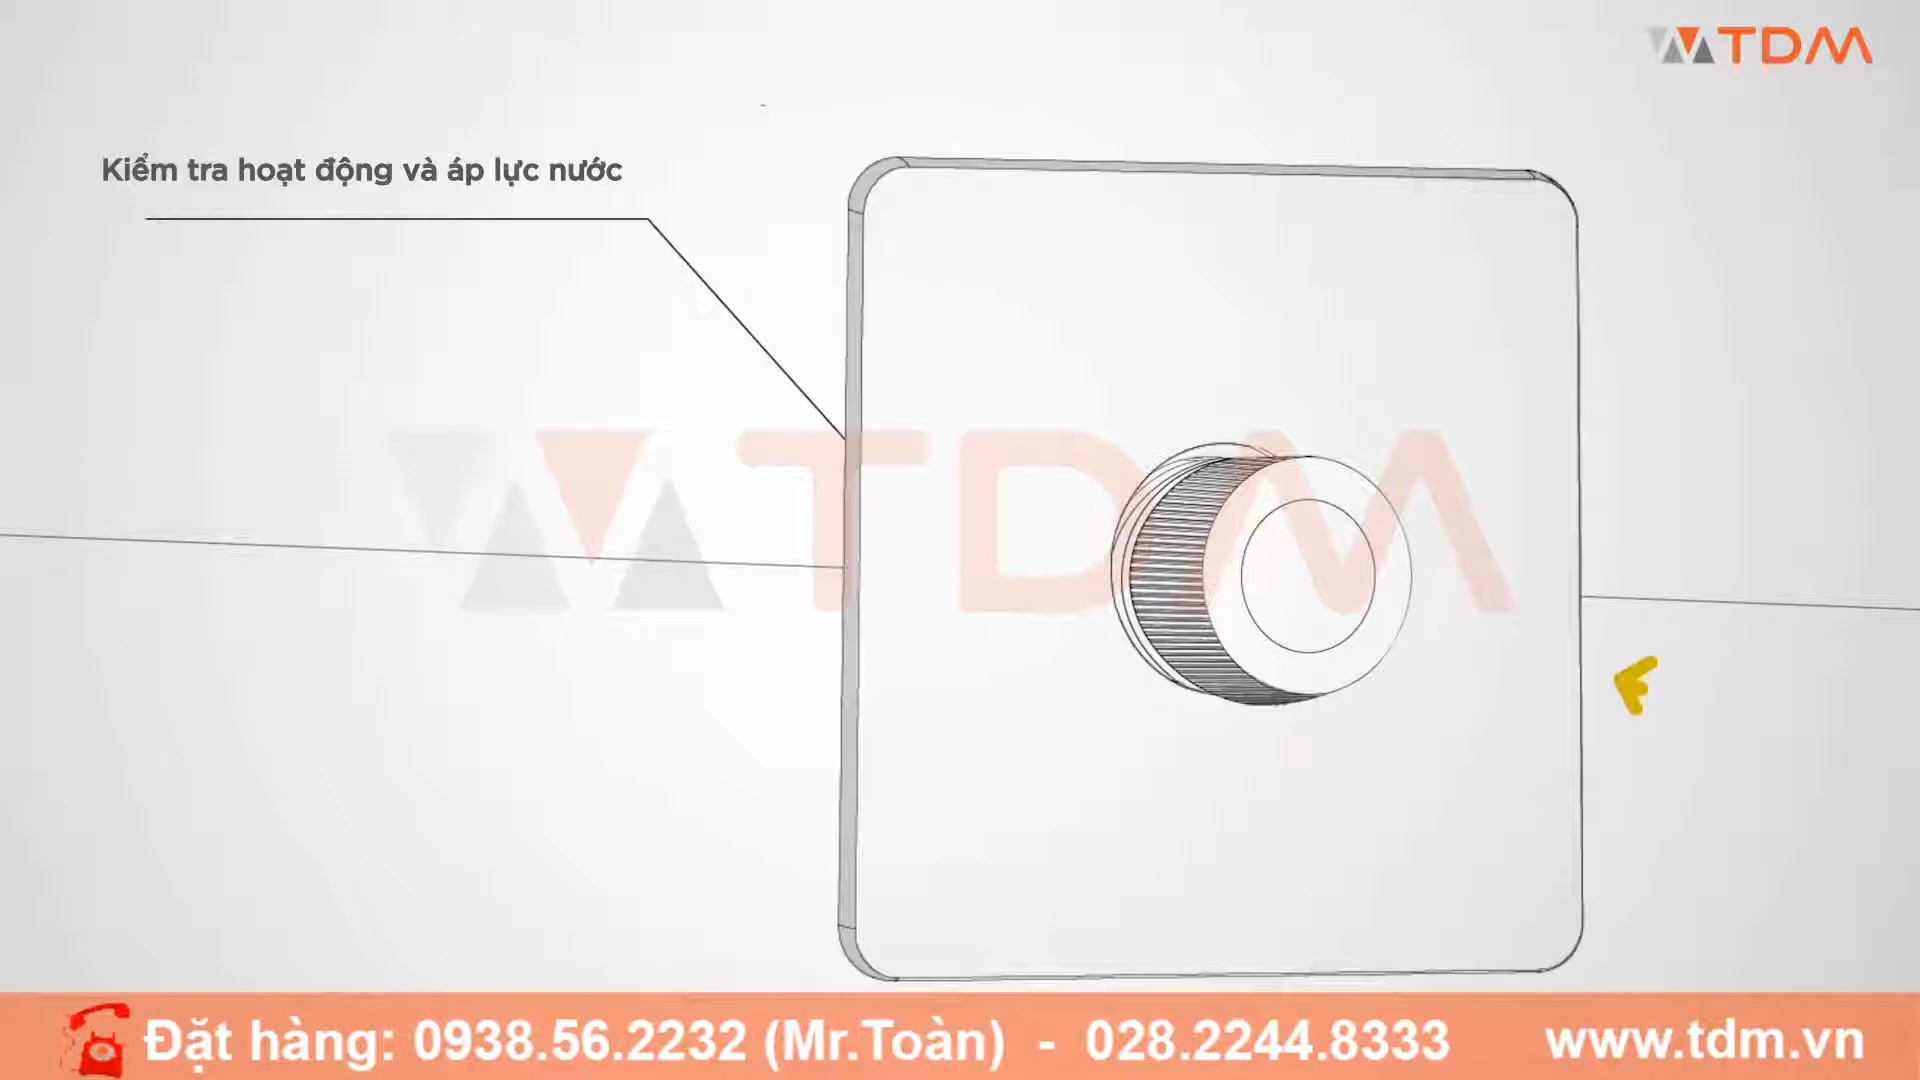 TDM
Kiểm tra hoạt động và áp lực nước
TDM
Đặt hàng: 0938.56.2232 (Mr.Toàn) - 028.2244.8333 www.tdm.vn